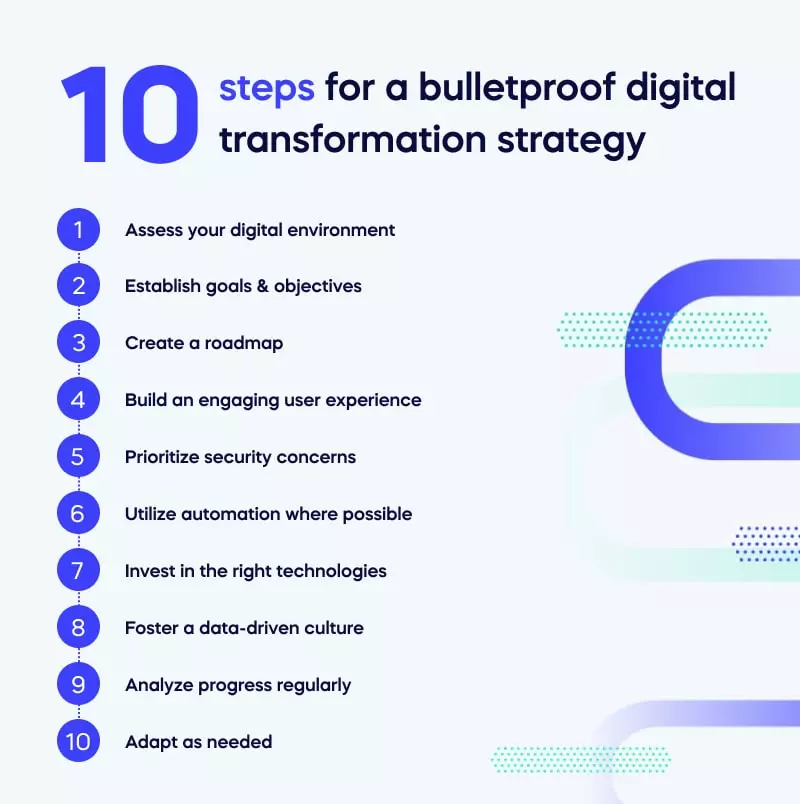 10 steps for a bulletproof digital
transformation strategy
1 Assess your digital environment
2 Establish goals & objectives
3 Create a roadmap
4 Build an engaging user experience
5 Prioritize security concerns
6 Utilize automation where possible
7 Invest in the right technologies
8 Foster a data-driven culture
9 Analyze progress regularly
10 Adapt as needed